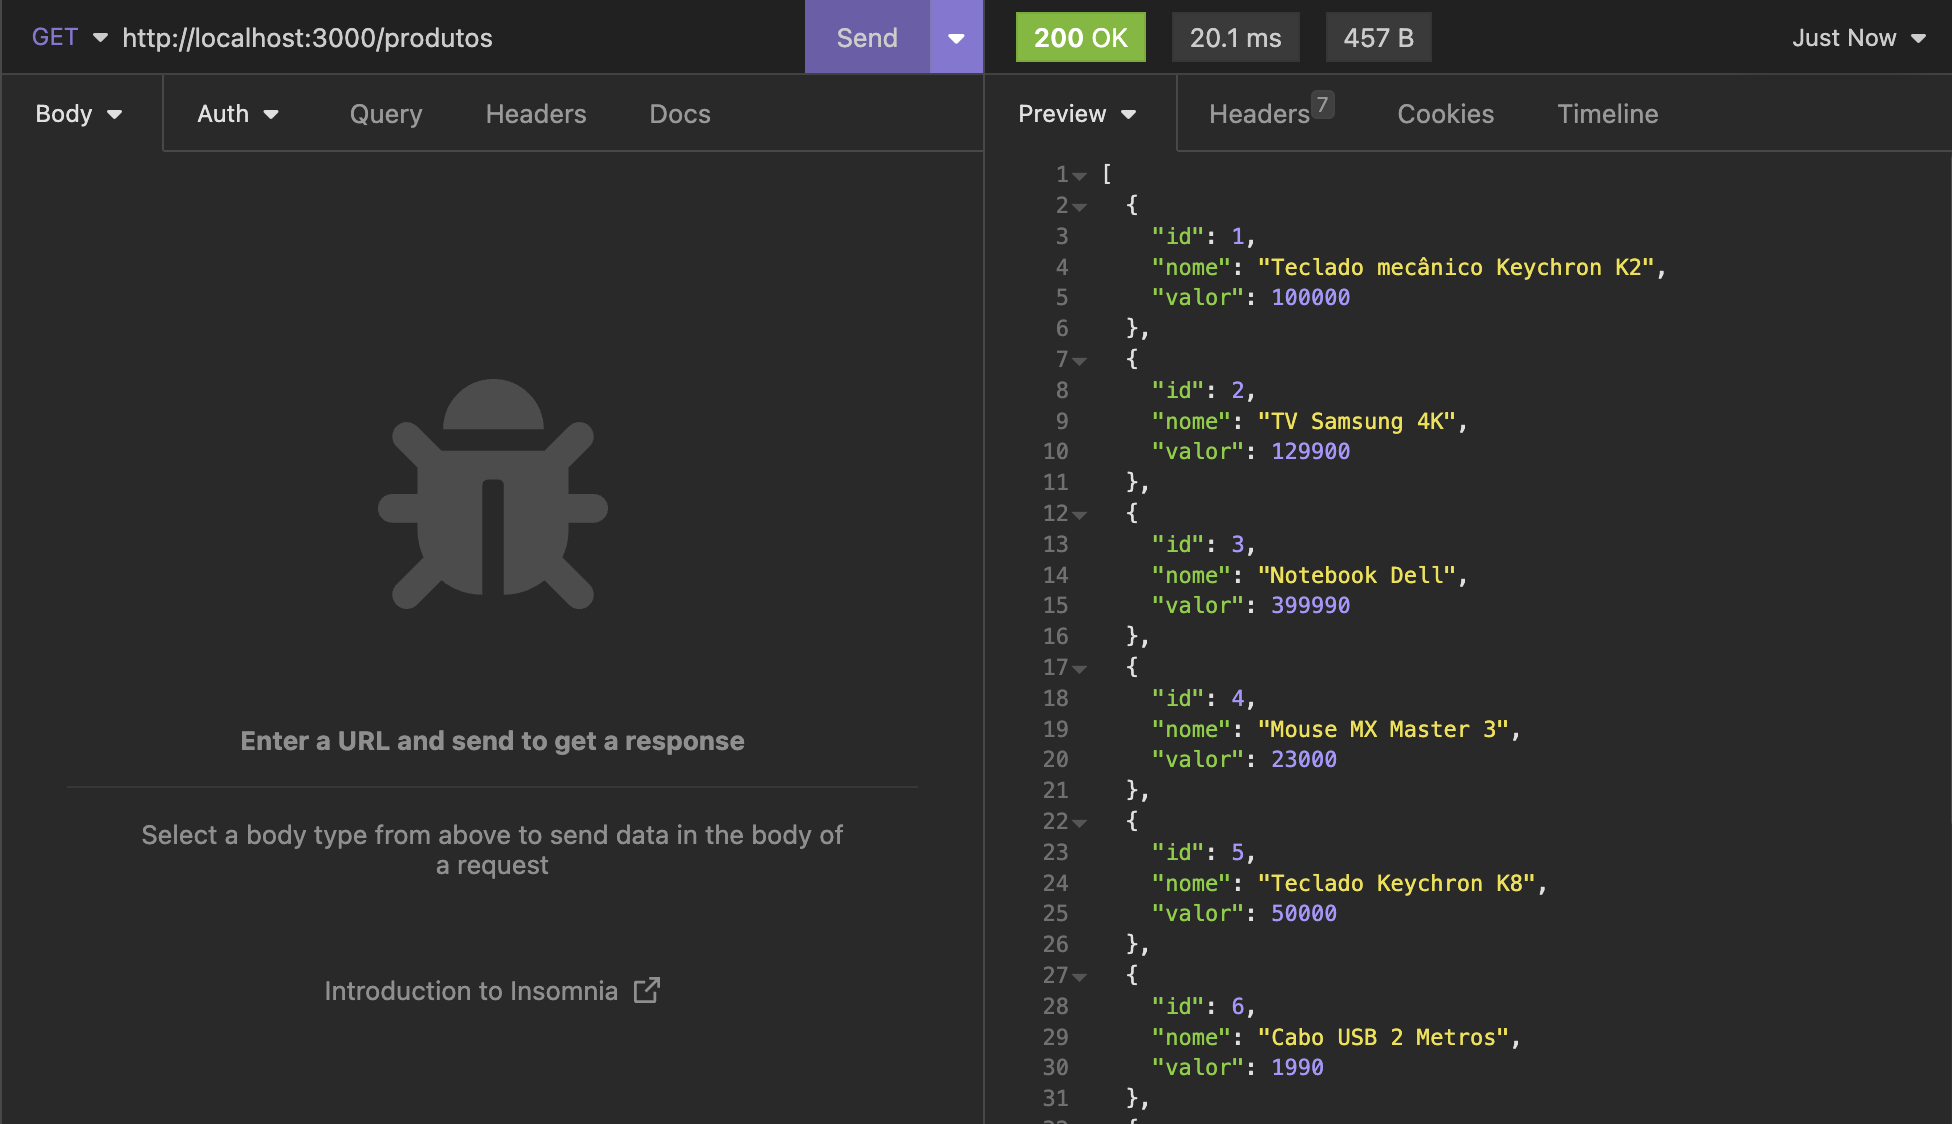 GET http://localhost:3000/produtos Send
200 OK 20.1 ms 457 B Just Now
Body Auth Query Headers Docs
Preview Headers 7 Cookies Timeline
Enter a URL and send to get a response
Select a body type from above to send data in the body of
a request
Introduction to Insomnia
1 [
2 {
3 "id": 1,
4 "nome": "Teclado mecânico Keychron K2",
5 "valor": 100000
6 },
7 {
8 "id": 2,
9 "nome": "TV Samsung 4K",
10 "valor": 129900
11 },
12 {
13 "id": 3,
14 "nome": "Notebook Dell",
15 "valor": 399990
16 },
17 {
18 "id": 4,
19 "nome": "Mouse MX Master 3",
20 "valor": 23000
21 },
22 {
23 "id": 5,
24 "nome": "Teclado Keychron K8",
25 "valor": 50000
26 },
27 {
28 "id": 6,
29 "nome": "Cabo USB 2 Metros",
30 "valor": 1990
31 },